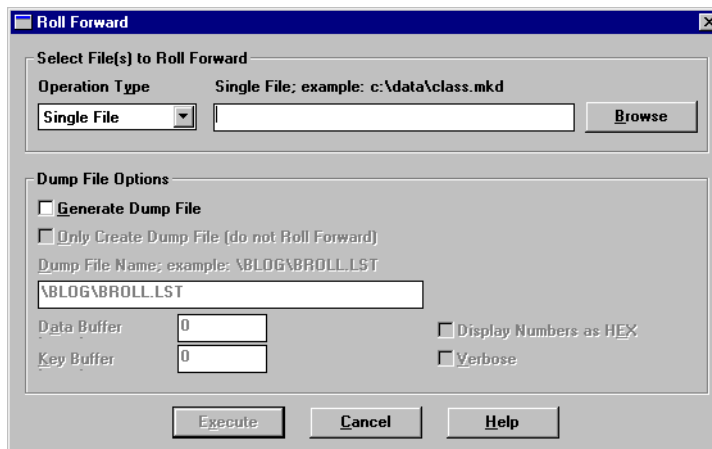 Roll Forward
Select File(s) to Roll Forward
Operation Type Single File; example: c:\data\class.mkd
Single File Browse
Dump File Options
Generate Dump File
Only Create Dump File (do not Roll Forward)
Dump File Name; example: \BLOG\BROLL.LST
\BLOG\BROLL.LST
Data Buffer 0 Display Numbers as HEX
Key Buffer 0 Verbose
Execute Cancel Help